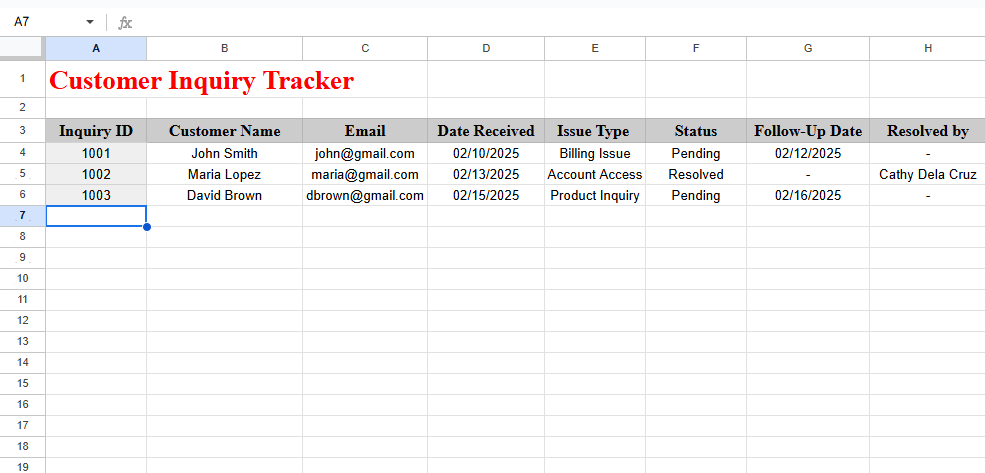 A7 fx
A B C D E F G H
1 Customer Inquiry Tracker
2
3 Inquiry ID Customer Name Email Date Received Issue Type Status Follow-Up Date Resolved by
4 1001 John Smith john@gmail.com 02/10/2025 Billing Issue Pending 02/12/2025 -
5 1002 Maria Lopez maria@gmail.com 02/13/2025 Account Access Resolved - Cathy Dela Cruz
6 1003 David Brown dbrown@gmail.com 02/15/2025 Product Inquiry Pending 02/16/2025 -
7
8
9
10
11
12
13
14
15
16
17
18
19